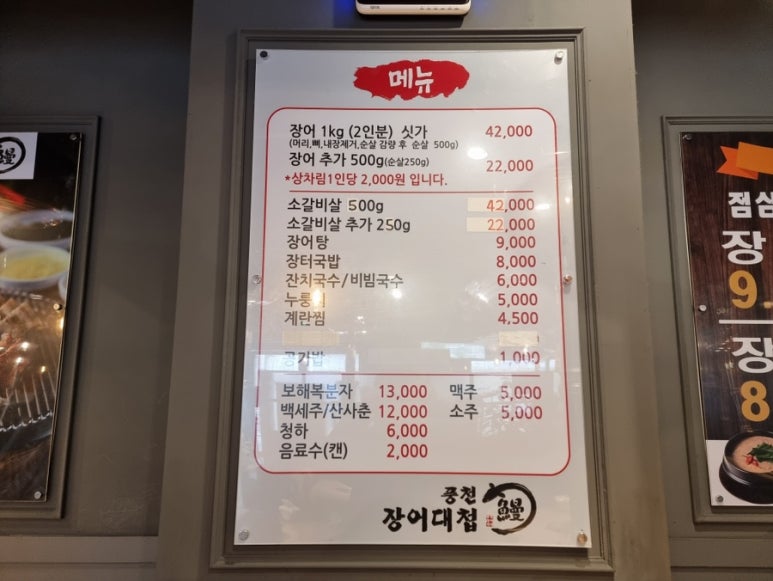 메뉴
장어 1kg (2인분) 싯가 42,000
(머리,뼈,내장제거,순살 감량 후 순살 500g)
장어 추가 500g(순살250g) 22,000
*상차림1인당 2,000원 입니다.
소갈비살 500g 42,000
소갈비살 추가 250g 22,000
장어탕 9,000
장터국밥 8,000
잔치국수/비빔국수 6,000
누룽지 5,000
계란찜 4,500
공기밥 1,000
보해복분자 13,000 맥주 5,000
백세주/산사춘 12,000 소주 5,000
청하 6,000
음료수(캔) 2,000
풍천
장어대첩
鰻
鰻
점심
장
9.
장
8